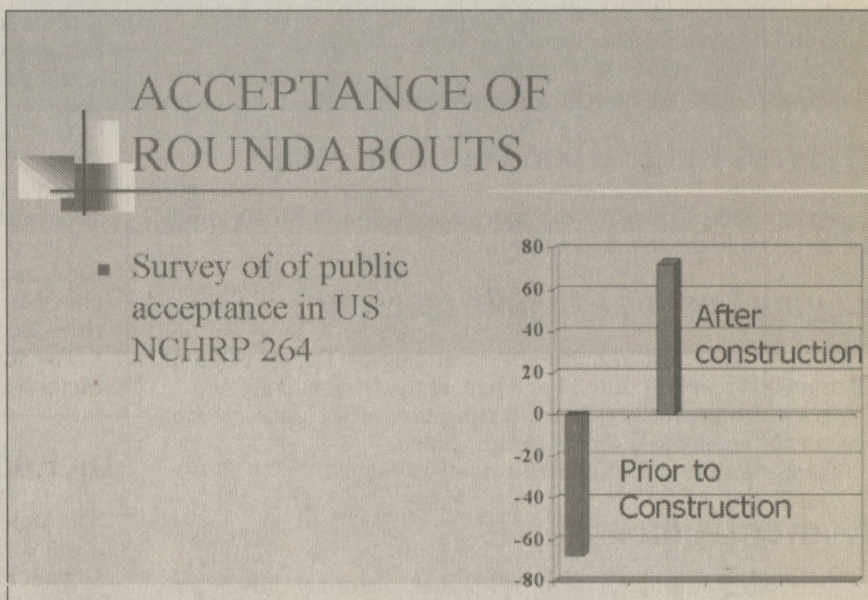 ACCEPTANCE OF
ROUNDABOUTS
▪ Survey of of public
acceptance in US
NCHRP 264
80
60
40
20
0
-20
-40
-60
-80
After
construction
Prior to
Construction